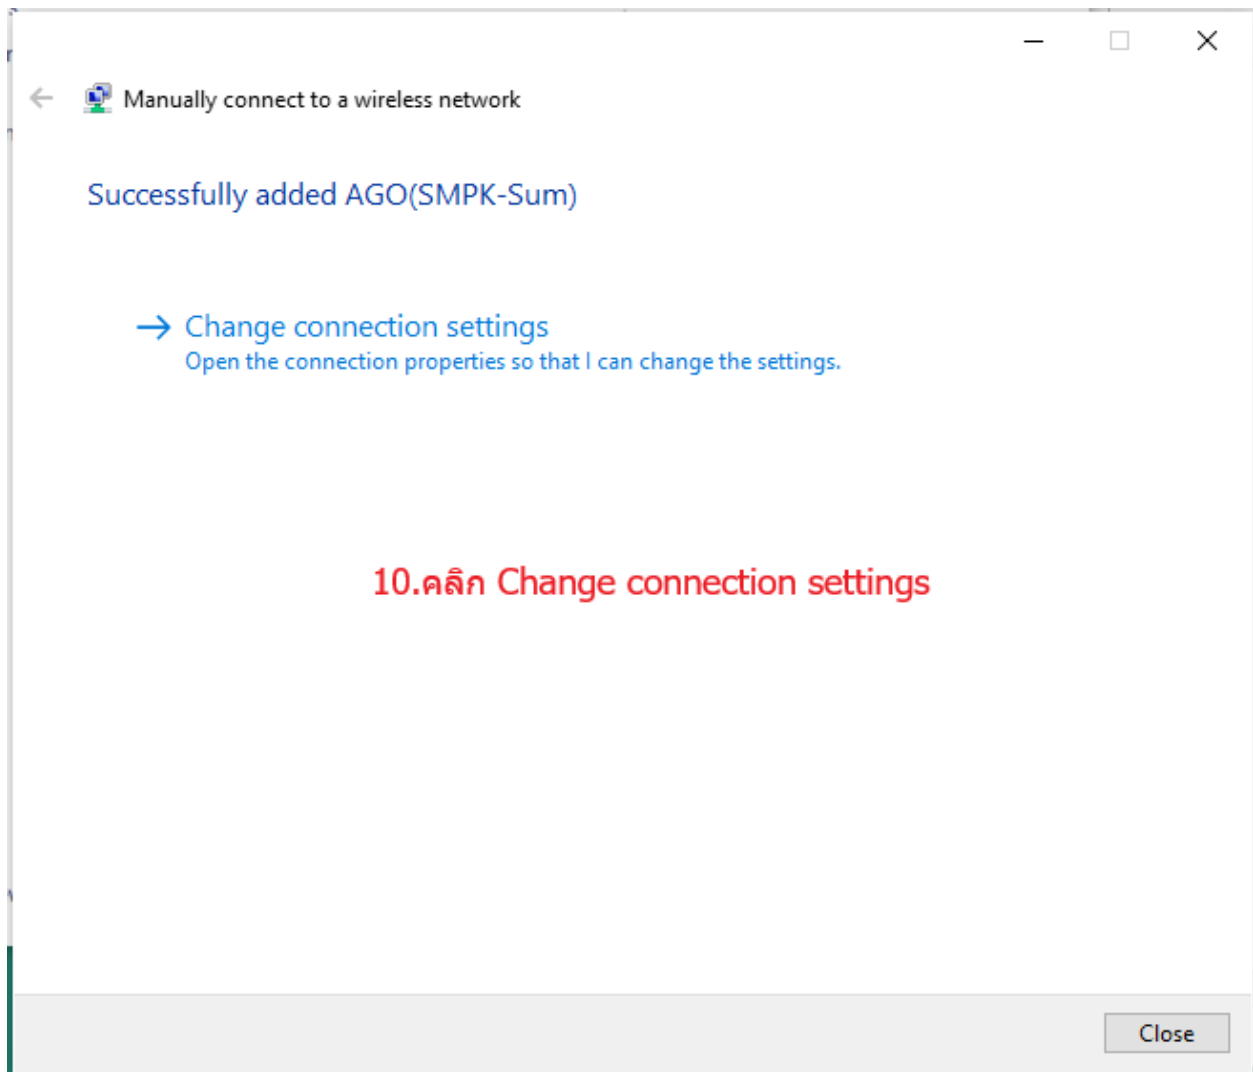 Manually connect to a wireless network
Successfully added AGO(SMPK-Sum)
Change connection settings
Open the connection properties so that I can change the settings.
10.คลิก Change connection settings
Close